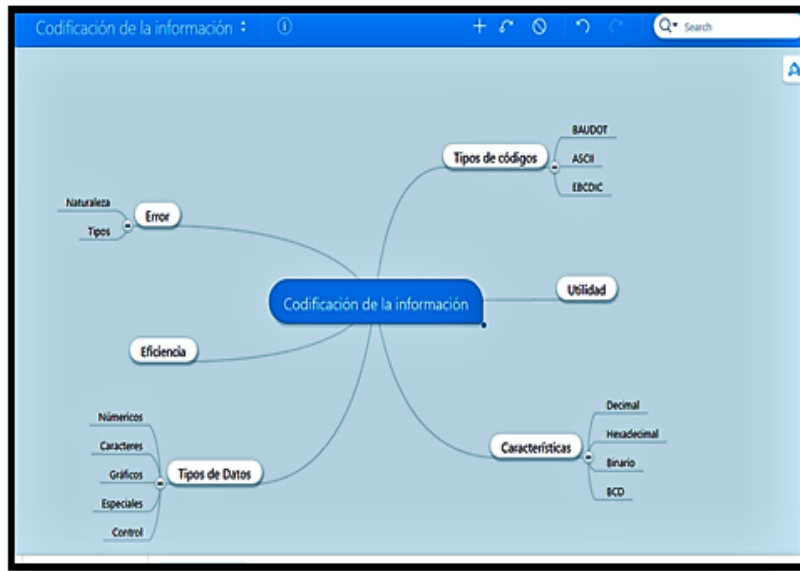 Codificación de la información
Search
Tipos de códigos
BAUDOT
ASCII
EBCDIC
Naturaleza
Tipos
Error
Codificación de la información
Utilidad
Eficiencia
Decimal
Hexadecimal
Binario
BCD
Características
Númericos
Caracteres
Gráficos
Especiales
Control
Tipos de Datos